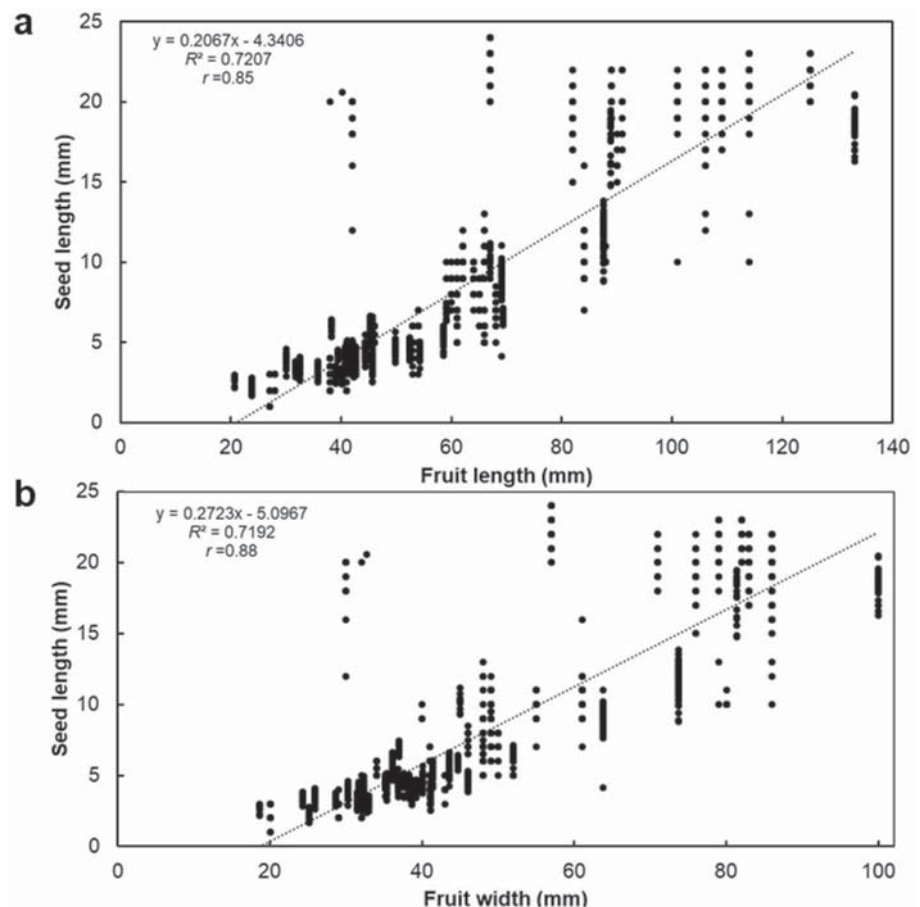 a
y = 0.2067x - 4.3406
R² = 0.7207
r =0.85
25
20
15
10
5
0
Seed length (mm)
0 20 40 60 80 100 120 140
Fruit length (mm)
b
y = 0.2723x - 5.0967
R² = 0.7192
r =0.88
25
20
15
10
5
0
Seed length (mm)
0 20 40 60 80 100
Fruit width (mm)